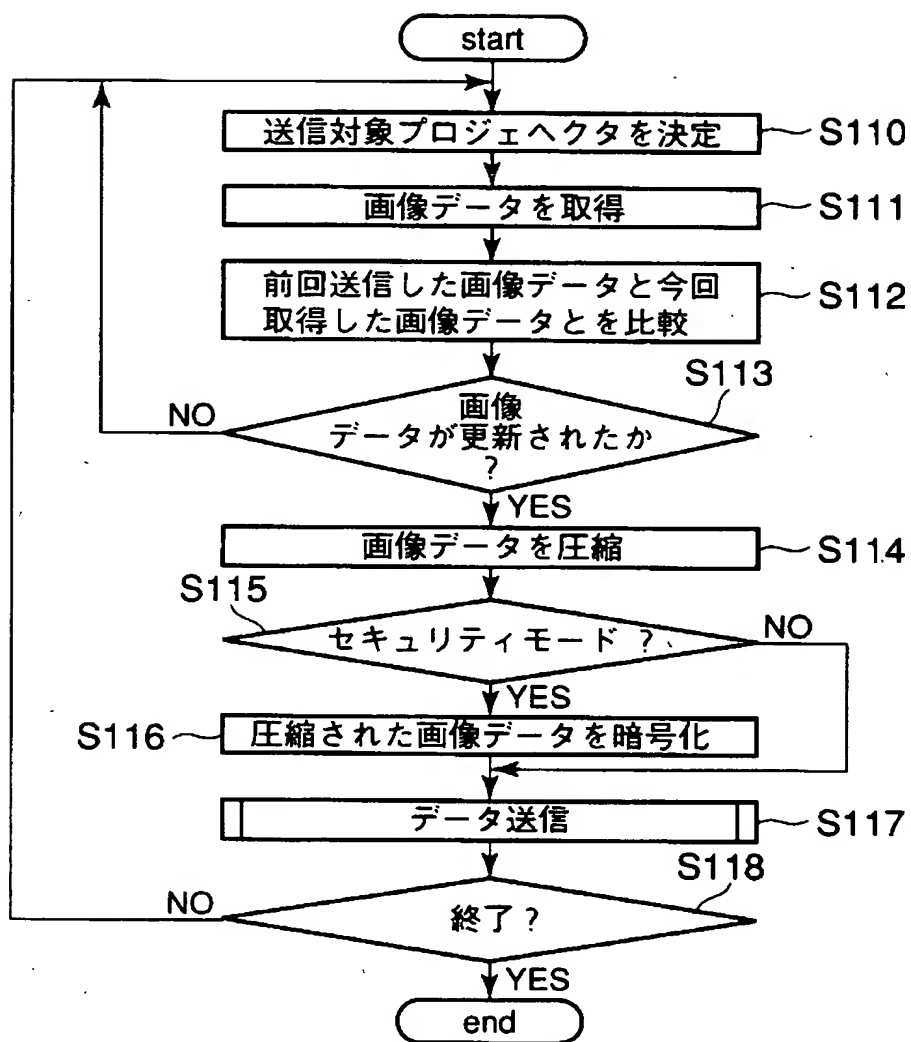 start
送信対象プロジェヘクタを決定
S110
画像データを取得
S111
前回送信した画像データと今回
取得した画像データとを比較
S112
S113
画像
データが更新されたか
?
NO
YES
画像データを圧縮
S114
S115
セキュリティモード ?
NO
YES
S116
圧縮された画像データを暗号化
データ送信
S117
S118
NO
終了?
YES
end